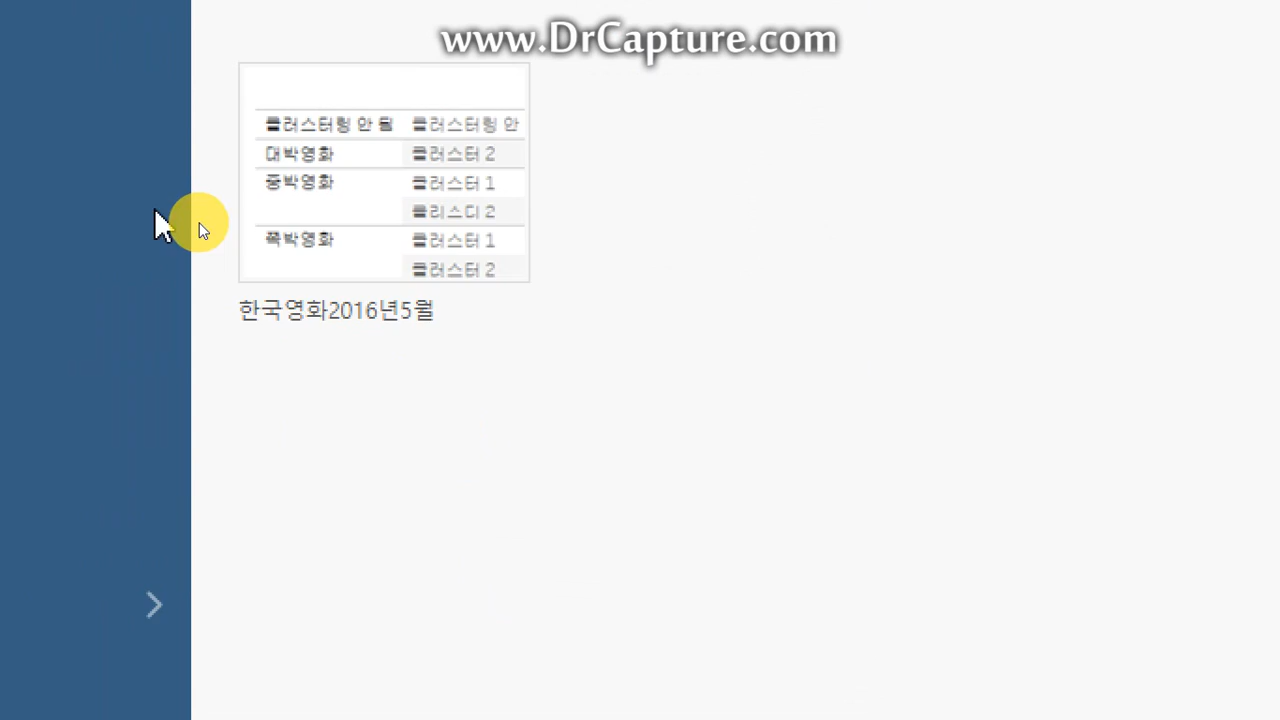 www.DrCapture.com
클러스터링 안 됨 클러스터링 안
대박영화 클러스터 2
중박영화 클러스터 1
클러스터 2
쪽박영화 클러스터 1
클러스터 2
한국영화2016년5월